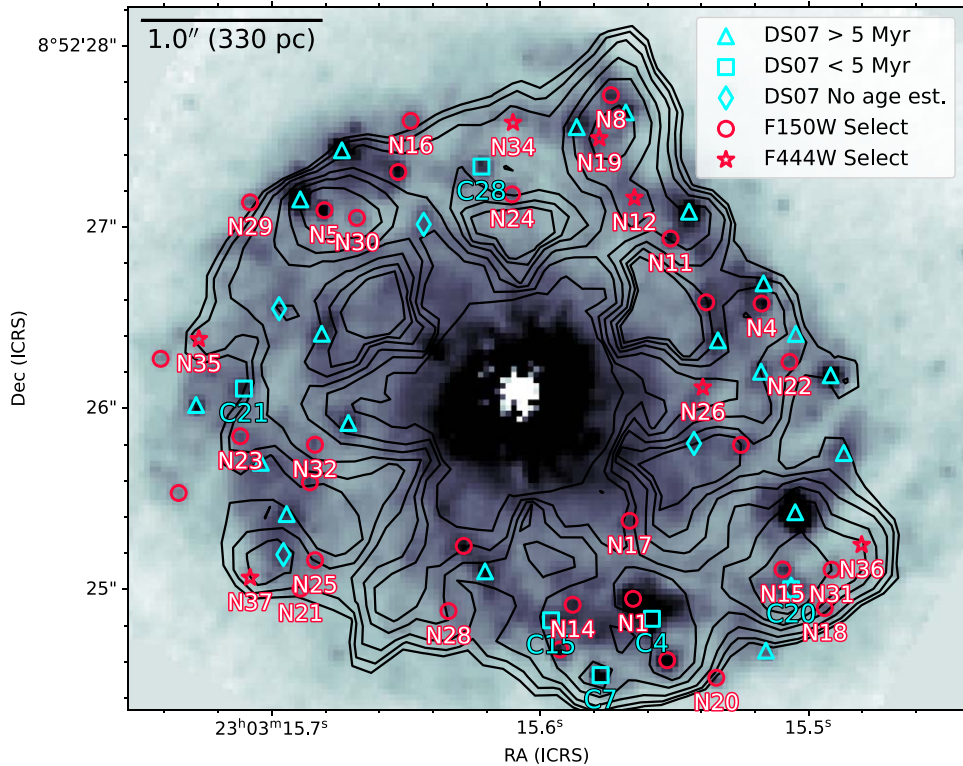 1.0″ (330 pc)
DS07 > 5 Myr
DS07 < 5 Myr
DS07 No age est.
F150W Select
F444W Select
8°52'28"
27"
26"
25"
Dec (ICRS)
N16
N34
N8
N19
C28
N24
N12
N29
N5
N30
N11
N4
N35
N22
C21
N26
N23
N32
N17
N36
N25
N15
N31
N37
N21
C20
N18
N28
N14
N1
C15
C4
C7
N20
23ʰ03ᵐ15.7ˢ
15.6ˢ
15.5ˢ
RA (ICRS)